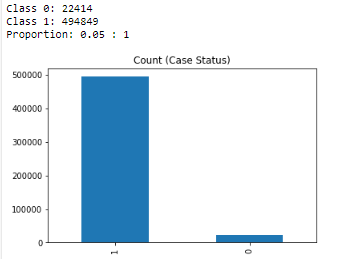 Class 0: 22414
Class 1: 494849
Proportion: 0.05 : 1
Count (Case Status)
500000
400000
300000
200000
100000
0
1
0